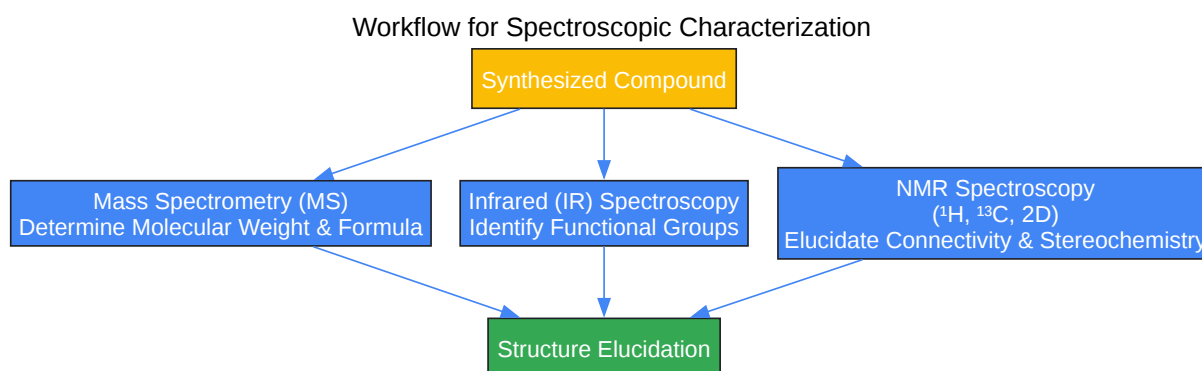 Workflow for Spectroscopic Characterization
Synthesized Compound
Mass Spectrometry (MS)
Determine Molecular Weight & Formula
Infrared (IR) Spectroscopy
Identify Functional Groups
NMR Spectroscopy
(¹H, ¹³C, 2D)
Elucidate Connectivity & Stereochemistry
Structure Elucidation